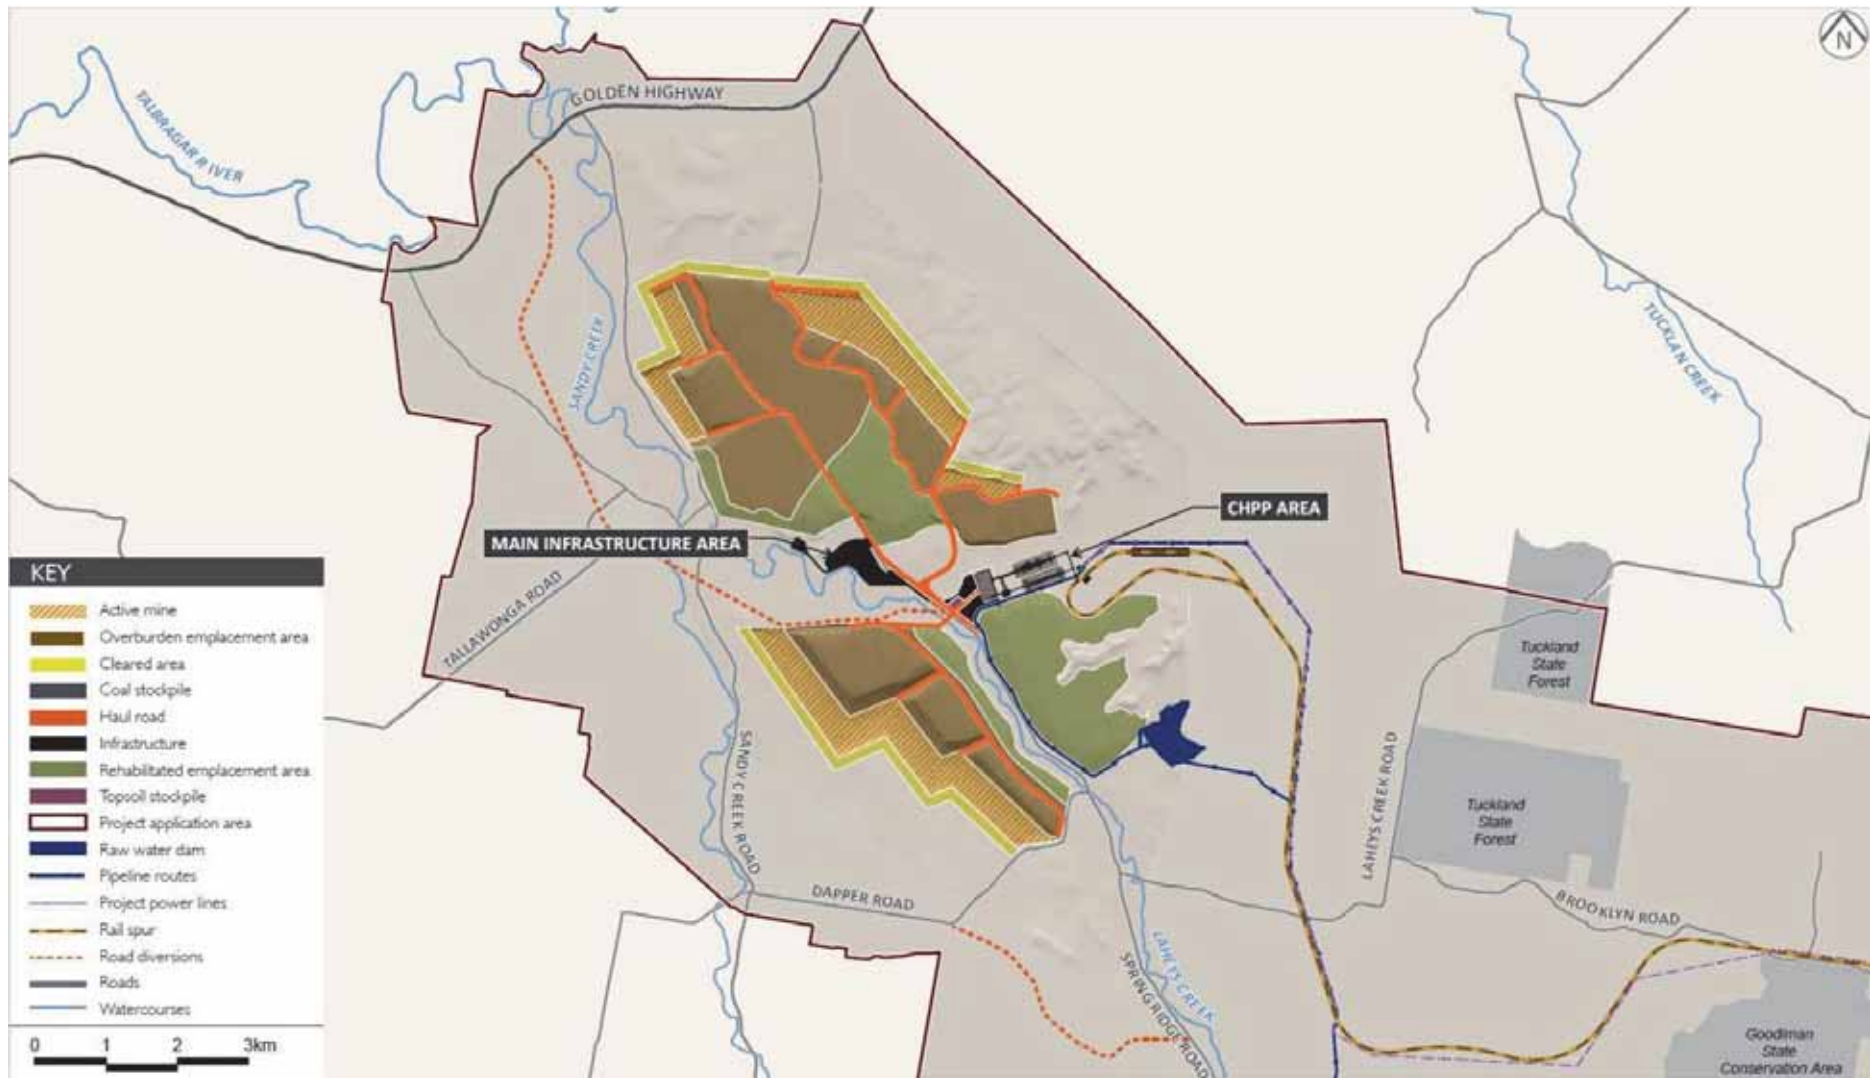 N
GOLDEN HIGHWAY
TALBRAGAR RIVER
SANDY CREEK
TUCKLAN CREEK
CHPP AREA
MAIN INFRASTRUCTURE AREA
TALLAWONGA ROAD
SANDY CREEK ROAD
Tuckland
State
Forest
LAHEYS CREEK ROAD
Tuckland
State
Forest
DAPPER ROAD
BROOKLYN ROAD
LAHEYS CREEK
SPRING RIDGE ROAD
Goodiman
State
Conservation Area
KEY
Active mine
Overburden emplacement area
Cleared area
Coal stockpile
Haul road
Infrastructure
Rehabilitated emplacement area
Topsoil stockpile
Project application area
Raw water dam
Pipeline routes
Project power lines
Rail spur
Road diversions
Roads
Watercourses
0 1 2 3km